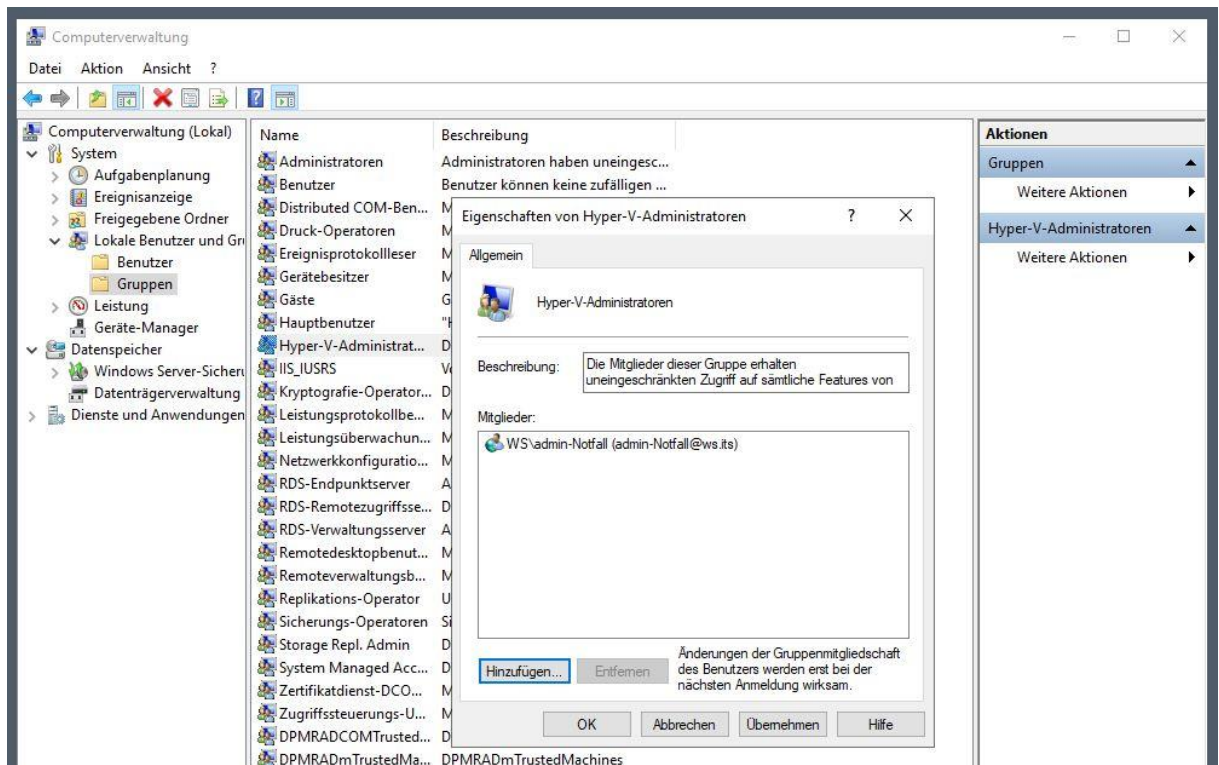 Computerverwaltung
Datei Aktion Ansicht ?
Computerverwaltung (Lokal)
System
Aufgabenplanung
Ereignisanzeige
Freigegebene Ordner
Lokale Benutzer und Gru
Benutzer
Gruppen
Leistung
Geräte-Manager
Datenspeicher
Windows Server-Sicheru
Datenträgerverwaltung
Dienste und Anwendungen
Name Beschreibung
Administratoren Administratoren haben uneingesc...
Benutzer Benutzer können keine zufälligen ...
Distributed COM-Ben... M
Druck-Operatoren M
Ereignisprotokollleser M
Gerätebesitzer M
Gäste G
Hauptbenutzer "H
Hyper-V-Administrat... D
IIS_IUSRS V
Kryptografie-Operator... D
Leistungsprotokollbe... M
Leistungsüberwachun... M
Netzwerkkonfiguratio... M
RDS-Endpunktserver A
RDS-Remotezugriffsse... D
RDS-Verwaltungsserver A
Remotedesktopbenut... M
Remoteverwaltungsb... M
Replikations-Operator U
Sicherungs-Operatoren Si
Storage Repl. Admin D
System Managed Acc... D
Zertifikatdienst-DCO... M
Zugriffssteuerungs-U... M
DPMRADCOMTrusted... D
DPMRADmTrustedMa... DPMRADmTrustedMachines
Eigenschaften von Hyper-V-Administratoren ?
Allgemein
Hyper-V-Administratoren
Beschreibung: Die Mitglieder dieser Gruppe erhalten
uneingeschränkten Zugriff auf sämtliche Features von
Mitglieder:
WS\admin-Notfall (admin-Notfall@ws.its)
Hinzufügen... Entfernen
Änderungen der Gruppenmitgliedschaft
des Benutzers werden erst bei der
nächsten Anmeldung wirksam.
OK Abbrechen Übernehmen Hilfe
Aktionen
Gruppen
Weitere Aktionen
Hyper-V-Administratoren
Weitere Aktionen